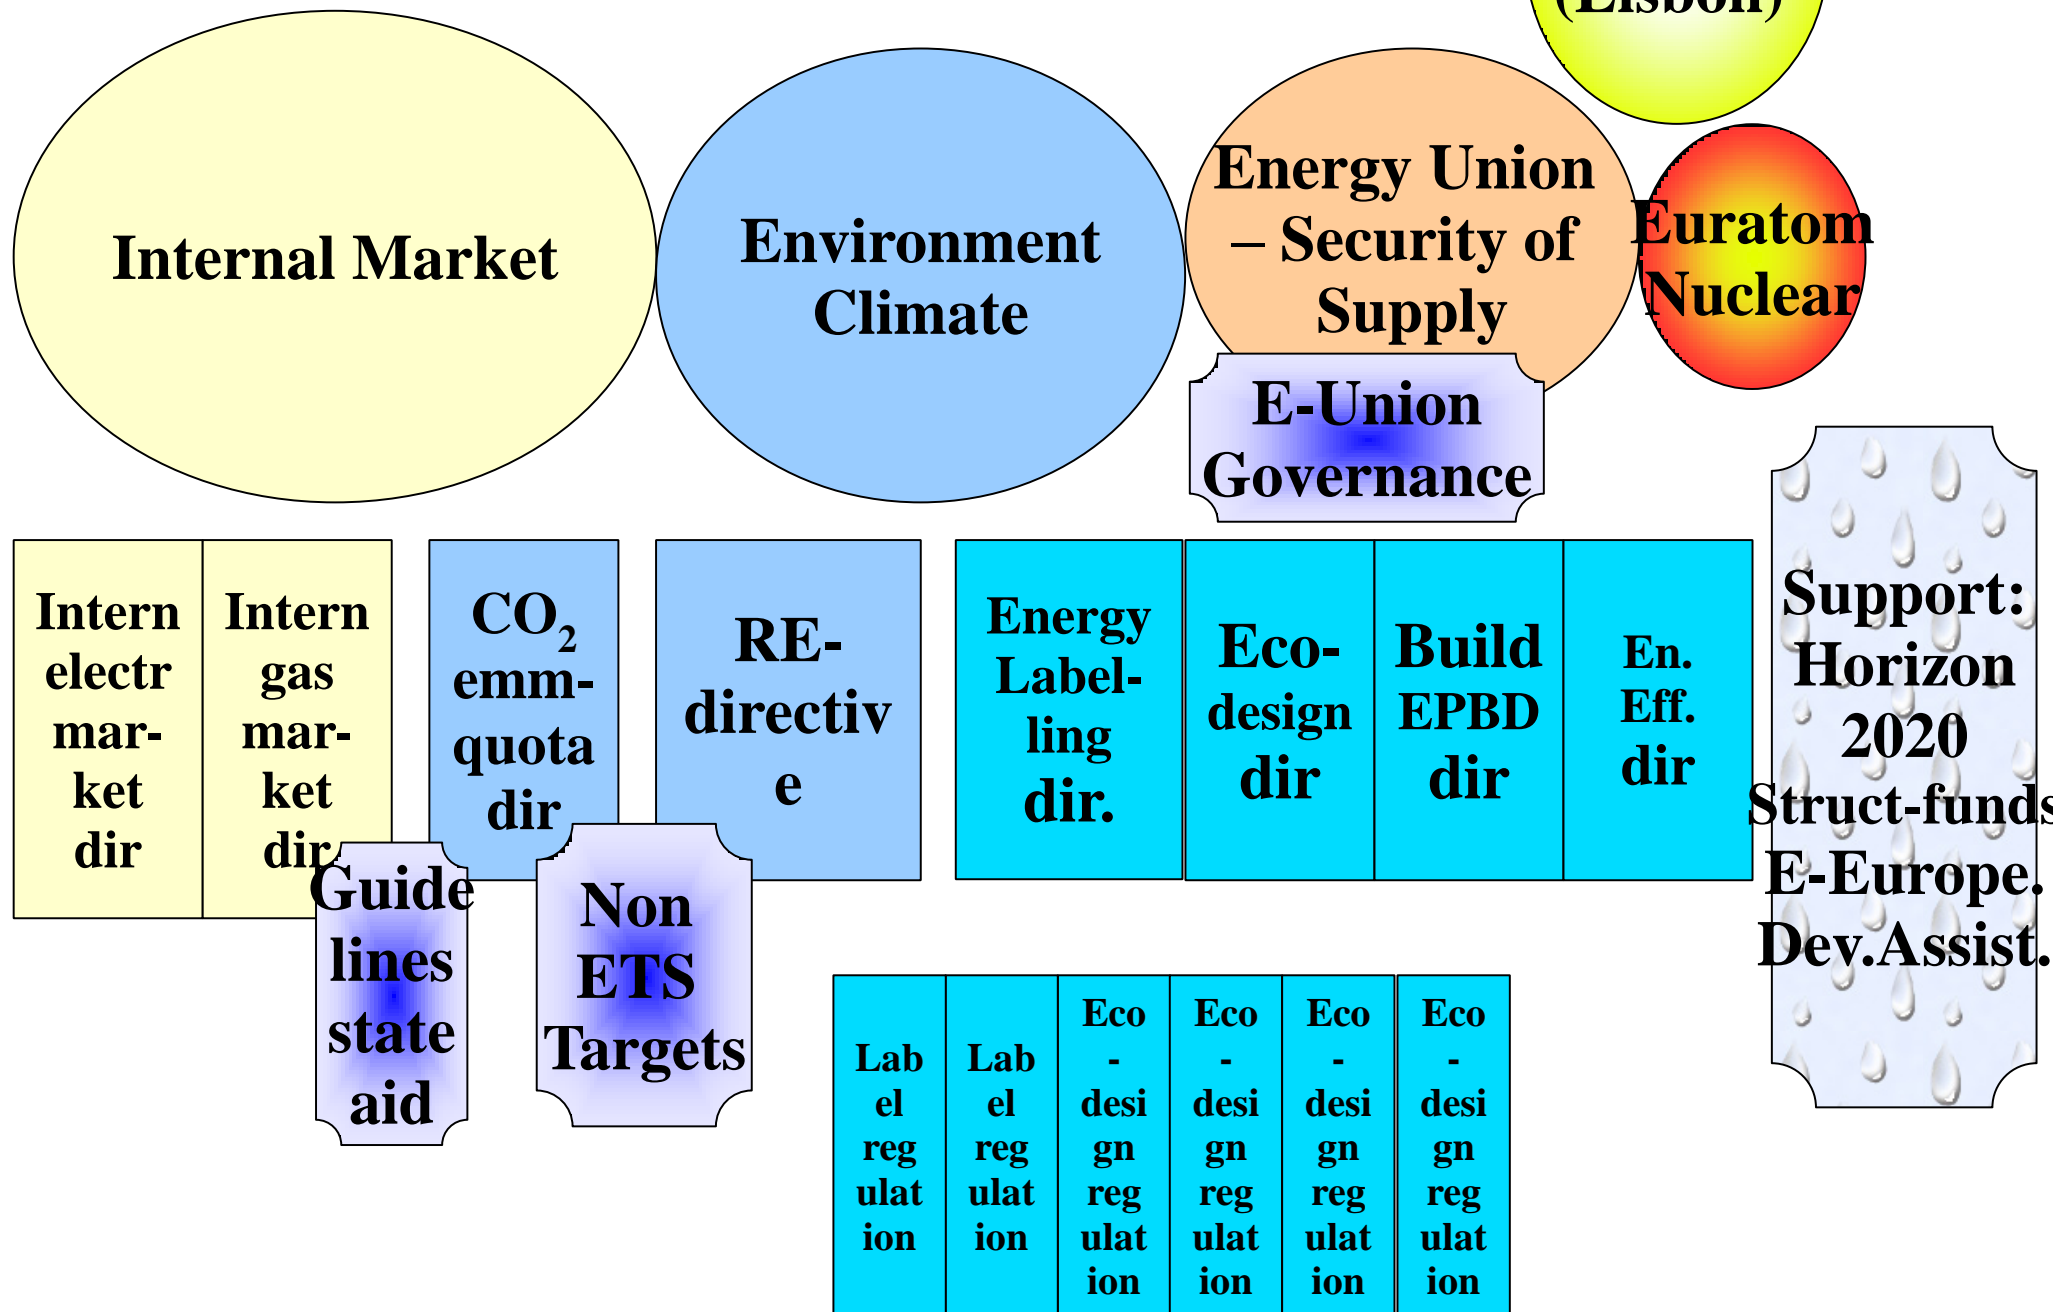 (Lisbon)
Internal Market
Environment
Climate
Energy Union
– Security of
Supply
Euratom
Nuclear
E-Union
Governance
Intern
electr
mar-
ket
dir
Intern
gas
mar-
ket
dir
CO2
emm-
quota
dir
RE-
directiv
e
Energy
Label-
ling
dir.
Eco-
design
dir
Build
EPBD
dir
En.
Eff.
dir
Support:
Horizon
2020
Struct-funds
E-Europe.
Dev.Assist.
Guide
lines
state
aid
Non
ETS
Targets
Lab
el
reg
ulat
ion
Lab
el
reg
ulat
ion
Eco
-
desi
gn
reg
ulat
ion
Eco
-
desi
gn
reg
ulat
ion
Eco
-
desi
gn
reg
ulat
ion
Eco
-
desi
gn
reg
ulat
ion